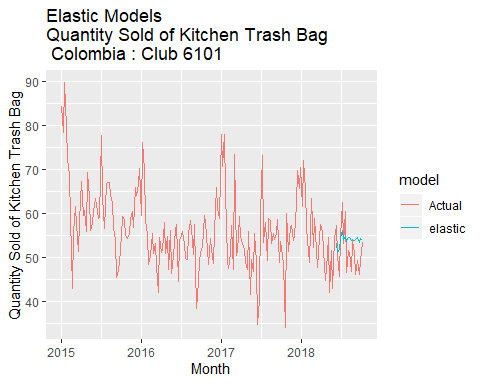 Elastic Models
Quantity Sold of Kitchen Trash Bag
Colombia : Club 6101
90
80
70
60
50
40
Quantity Sold of Kitchen Trash Bag
2015
2016
2017
2018
Month
model
Actual
elastic